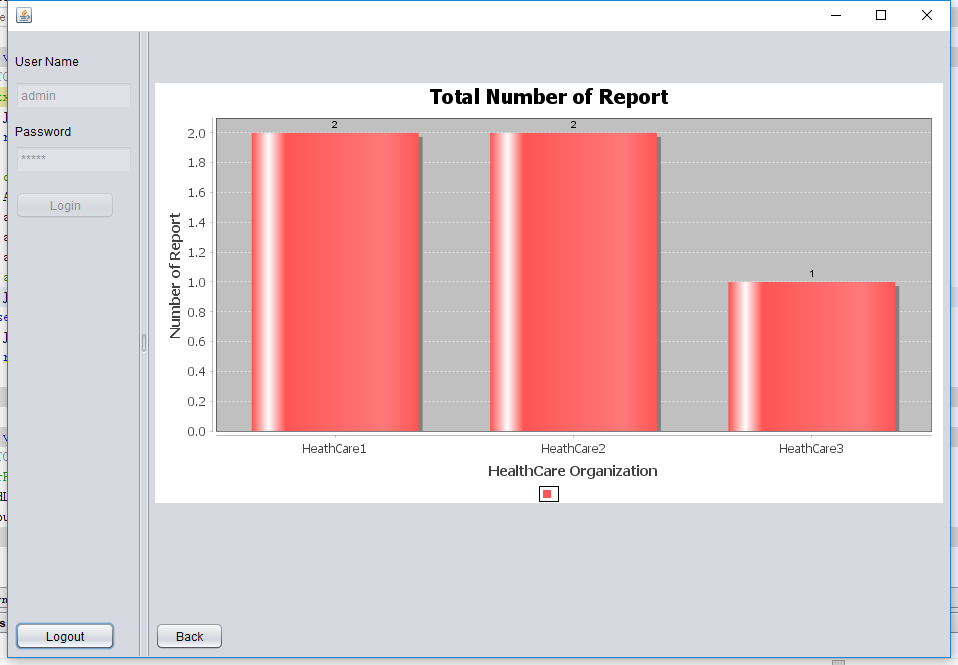 User Name
admin
Password
*****
Login
Logout
Total Number of Report
Number of Report
2.0
1.8
1.6
1.4
1.2
1.0
0.8
0.6
0.4
0.2
0.0
2
2
1
HeathCare1
HeathCare2
HeathCare3
HealthCare Organization
Back